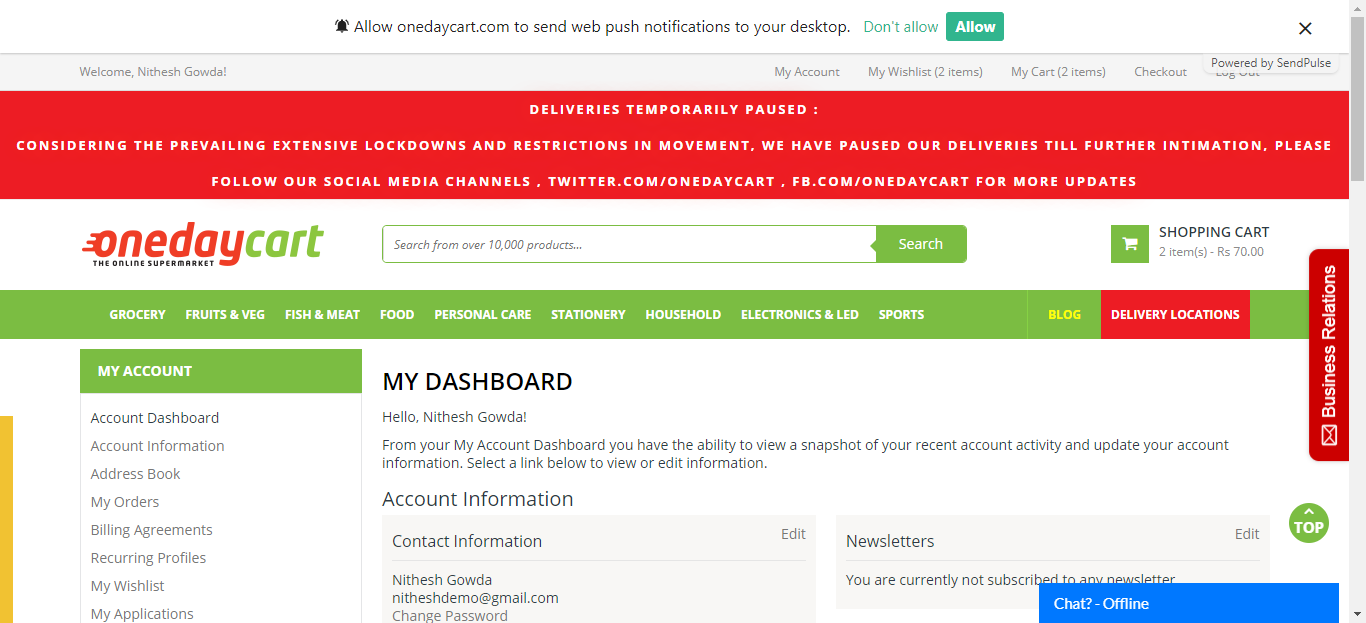 Allow onedaycart.com to send web push notifications to your desktop. Don't allow Allow
Powered by SendPulse
Welcome, Nithesh Gowda! My Account My Wishlist (2 items) My Cart (2 items) Checkout Log Out
DELIVERIES TEMPORARILY PAUSED :
CONSIDERING THE PREVAILING EXTENSIVE LOCKDOWNS AND RESTRICTIONS IN MOVEMENT, WE HAVE PAUSED OUR DELIVERIES TILL FURTHER INTIMATION, PLEASE
FOLLOW OUR SOCIAL MEDIA CHANNELS , TWITTER.COM/ONEDAYCART , FB.COM/ONEDAYCART FOR MORE UPDATES
onedaycart
THE ONLINE SUPERMARKET
Search from over 10,000 products... Search
SHOPPING CART
2 item(s) - Rs 70.00
GROCERY FRUITS & VEG FISH & MEAT FOOD PERSONAL CARE STATIONERY HOUSEHOLD ELECTRONICS & LED SPORTS BLOG DELIVERY LOCATIONS
Business Relations
MY ACCOUNT
Account Dashboard
Account Information
Address Book
My Orders
Billing Agreements
Recurring Profiles
My Wishlist
My Applications
MY DASHBOARD
Hello, Nithesh Gowda!
From your My Account Dashboard you have the ability to view a snapshot of your recent account activity and update your account
information. Select a link below to view or edit information.
Account Information
Contact Information Edit
Nithesh Gowda
nitheshdemo@gmail.com
Change Password
Newsletters Edit
You are currently not subscribed to any newsletter
TOP
Chat? - Offline